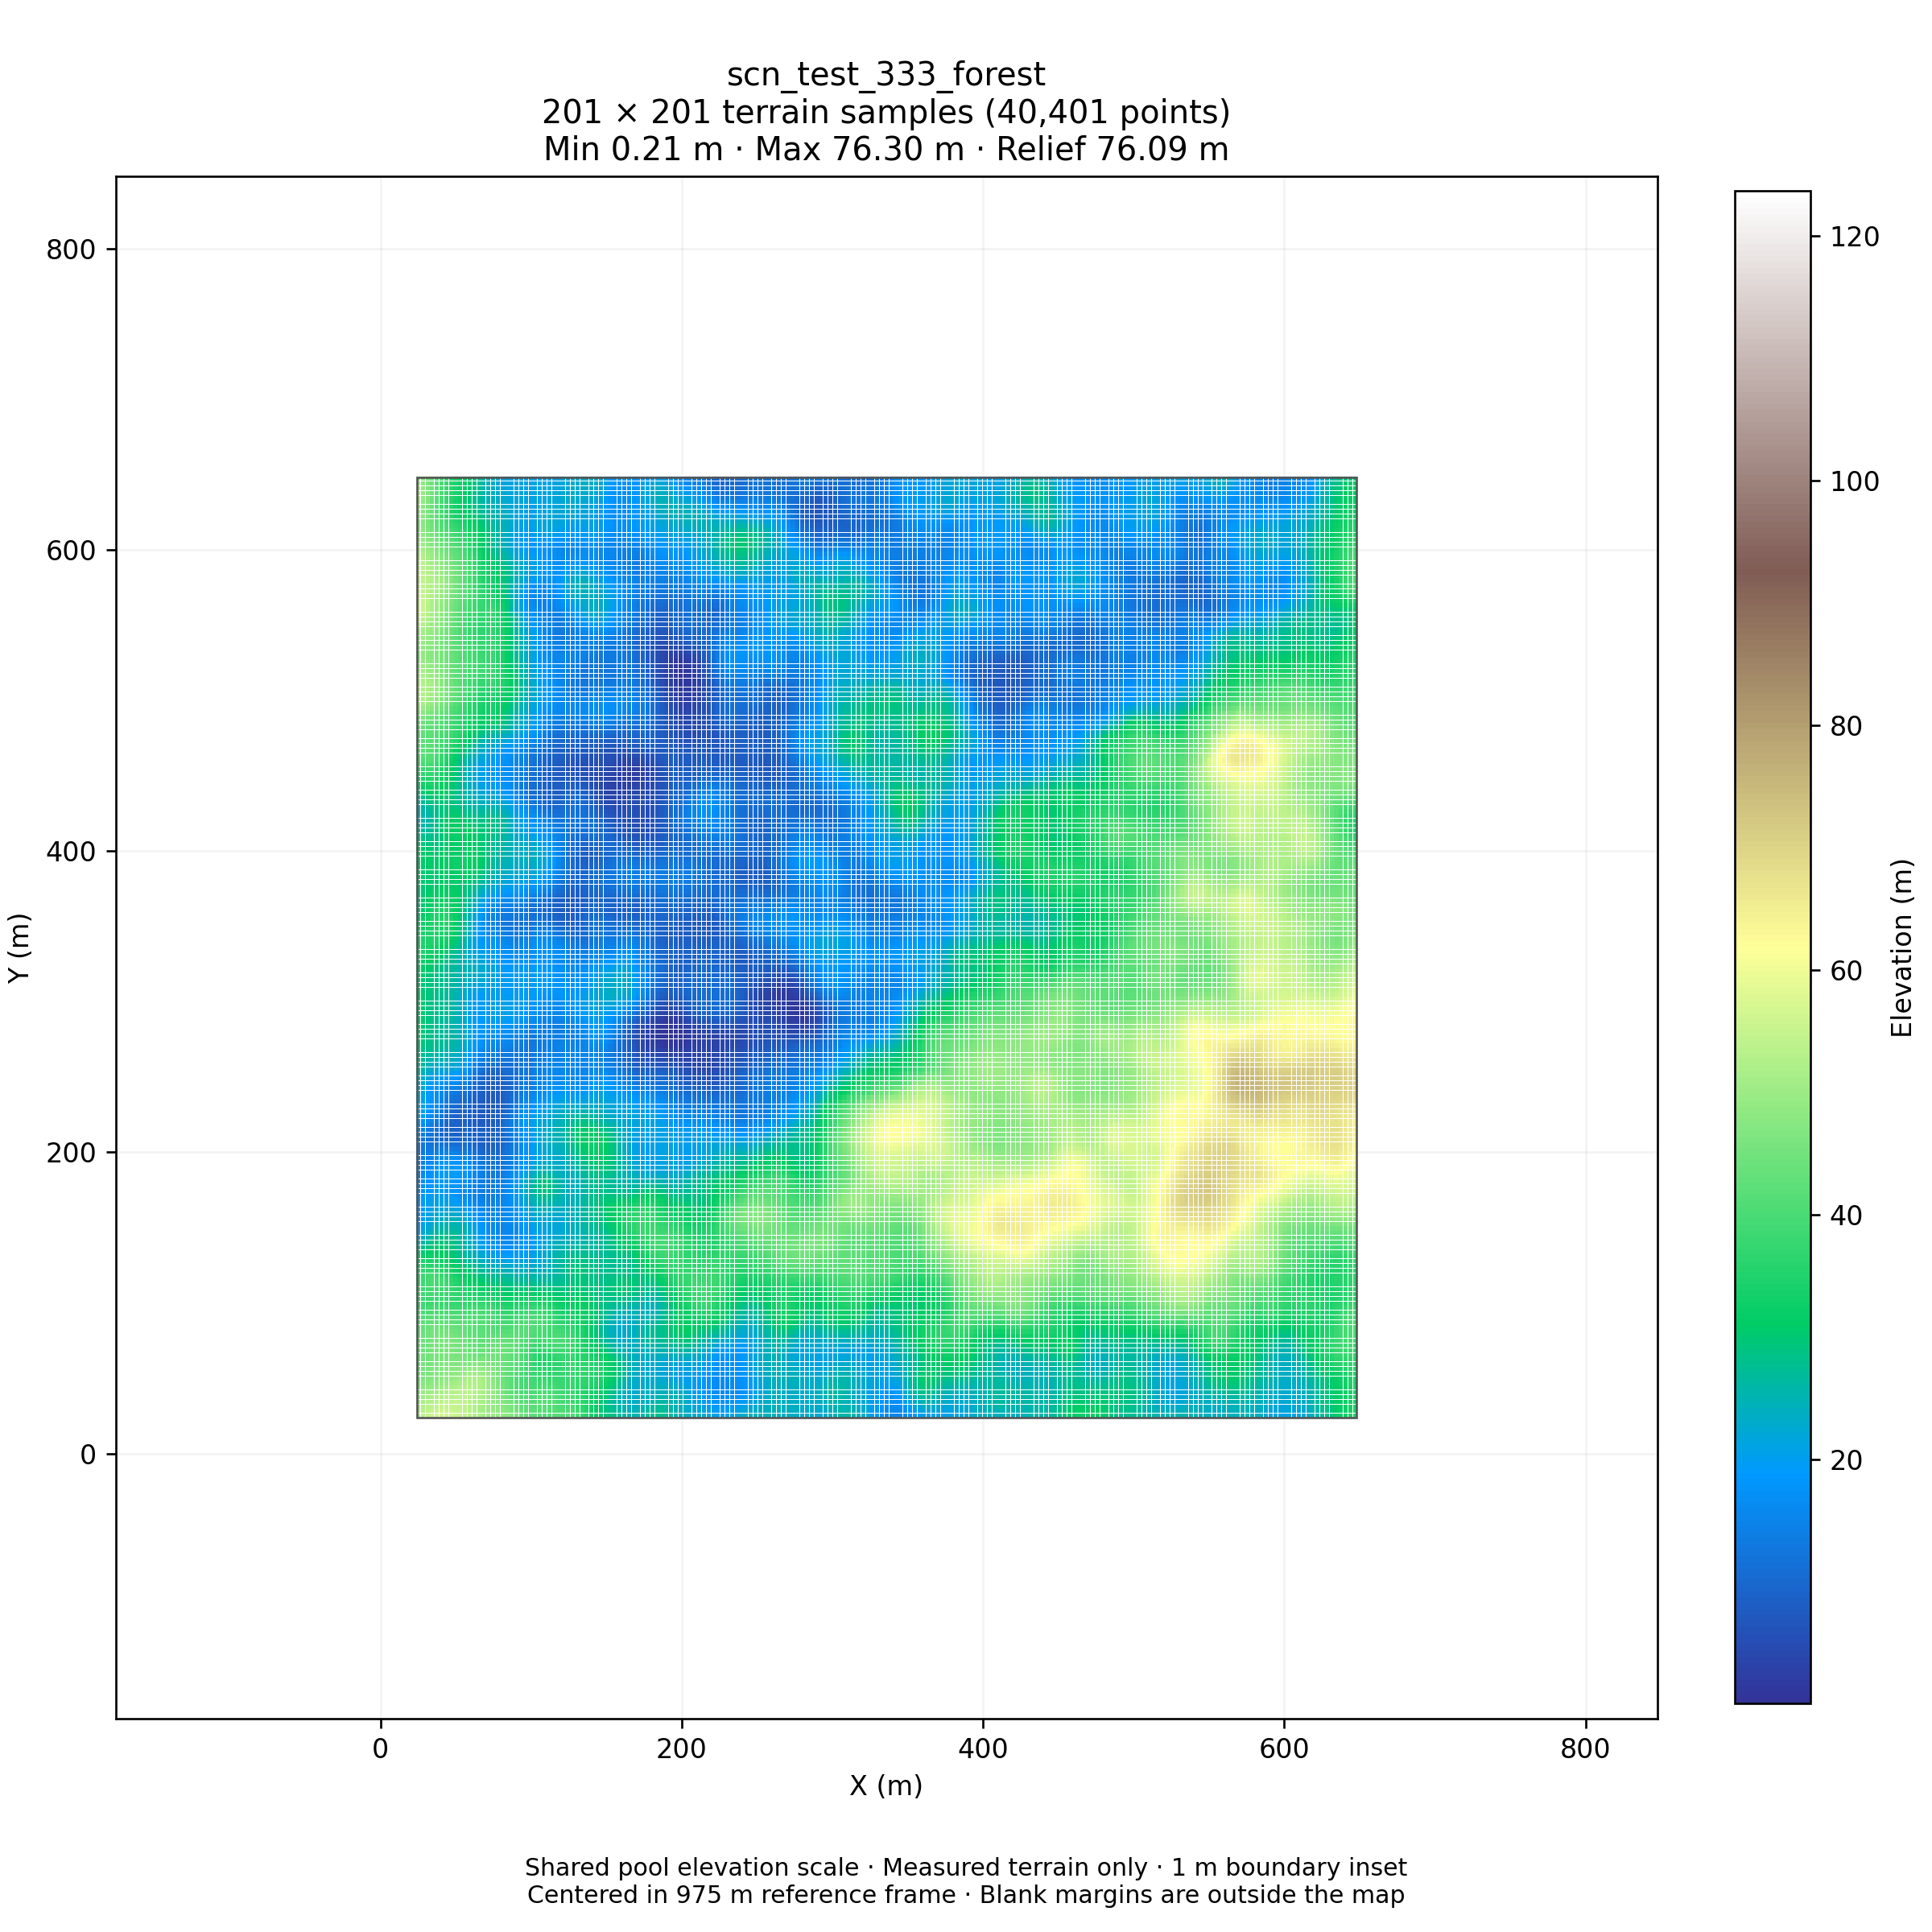 scn_test_333_forest
201 × 201 terrain samples (40,401 points)
Min 0.21 m · Max 76.30 m · Relief 76.09 m
800
600
400
200
0
Y (m)
0
200
400
600
800
X (m)
120
100
80
60
40
20
Elevation (m)
Shared pool elevation scale · Measured terrain only · 1 m boundary inset
Centered in 975 m reference frame · Blank margins are outside the map